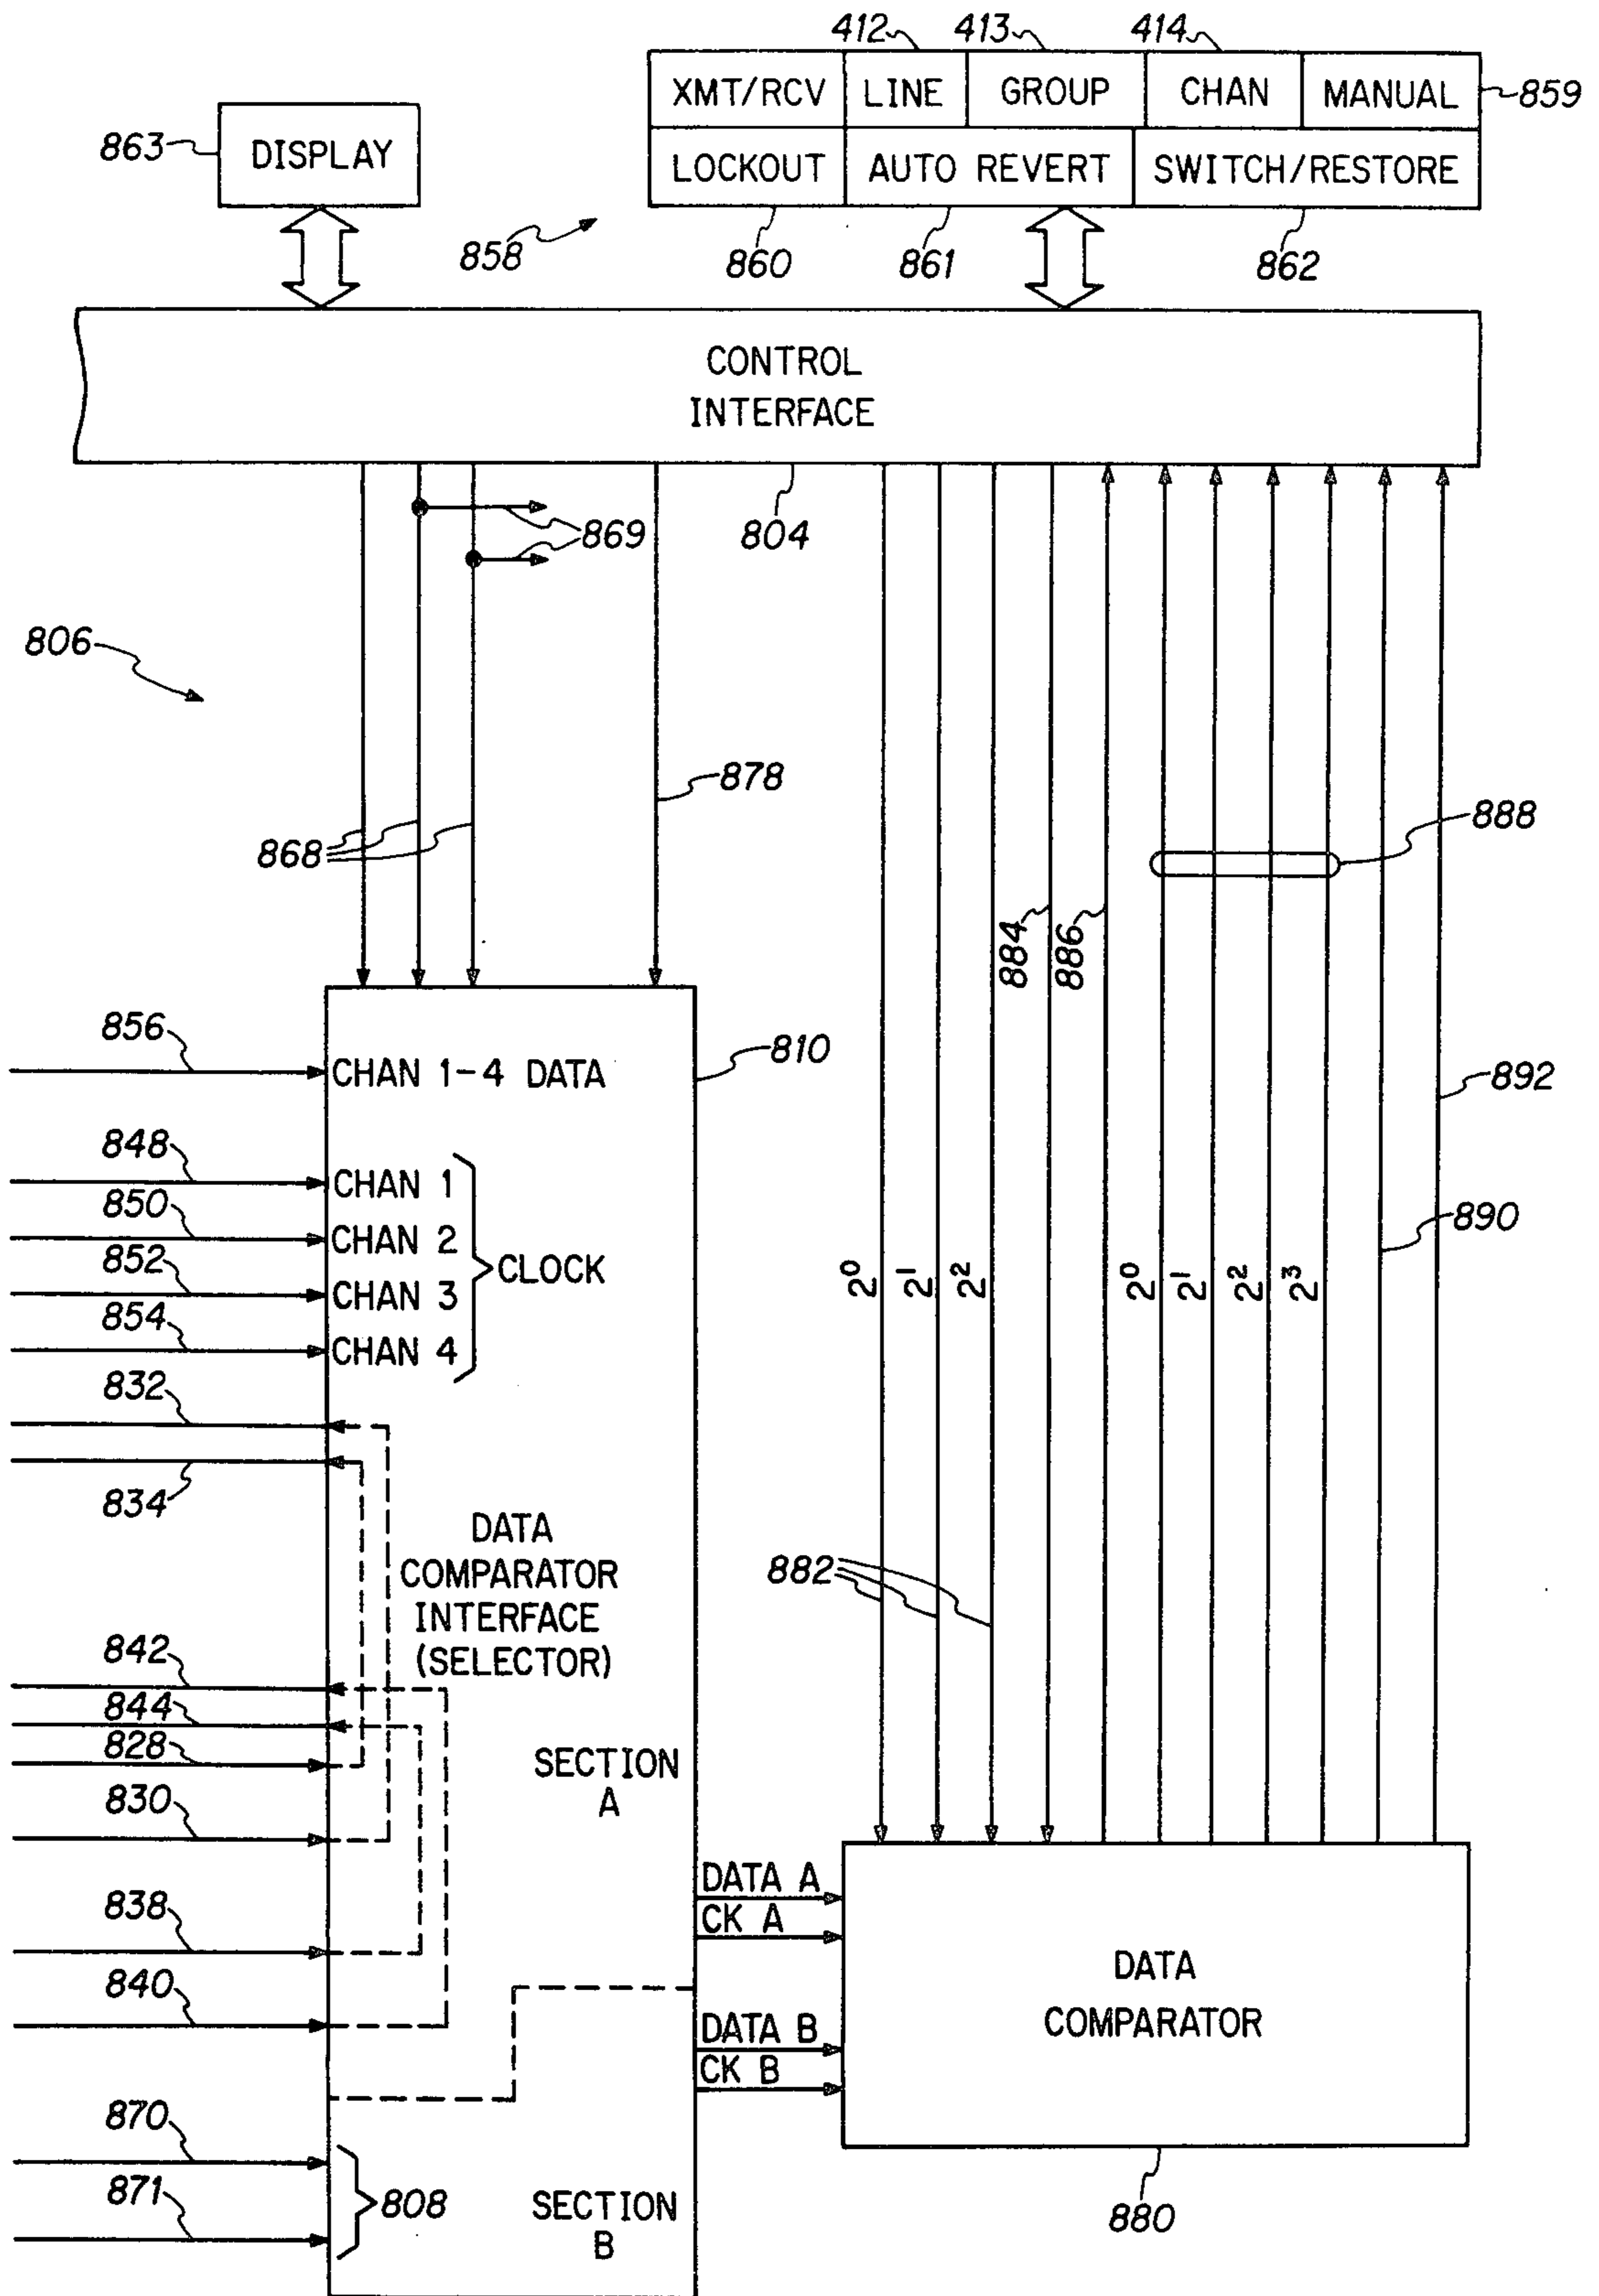 412 413 414
XMT/RCV LINE GROUP CHAN MANUAL 859
863 DISPLAY LOCKOUT AUTO REVERT SWITCH/RESTORE
858 860 861 862
CONTROL
INTERFACE
869 804
806
878
868 888
884 886
856 CHAN 1-4 DATA 810
892
848 CHAN 1
850 CHAN 2
852 CHAN 3
854 CHAN 4
CLOCK
890
2⁰ 2¹ 2² 2⁰ 2¹ 2² 2³
832
834
DATA
COMPARATOR
INTERFACE
(SELECTOR)
882
842
844
828
830
SECTION
A
838
840
DATA A
CK A
DATA B
CK B
DATA
COMPARATOR
870
871
808
SECTION
B
880